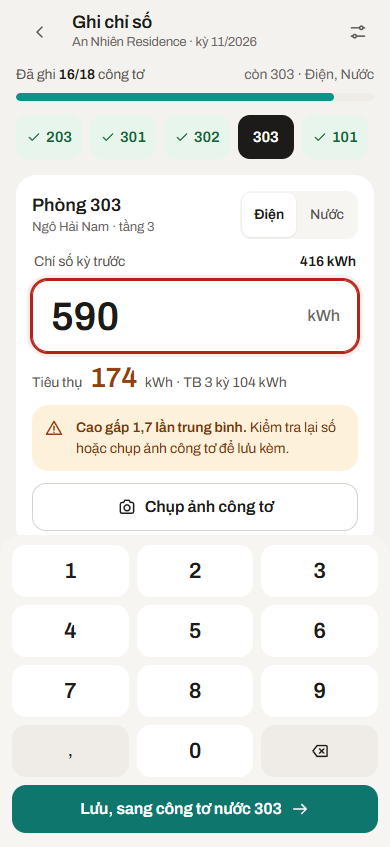 Ghi chỉ số
An Nhiên Residence · kỳ 11/2026
Đã ghi 16/18 công tơ
còn 303 · Điện, Nước
203
301
302
303
101
Phòng 303
Ngô Hải Nam · tầng 3
Điện
Nước
Chỉ số kỳ trước
416 kWh
590
kWh
Tiêu thụ 174 kWh · TB 3 kỳ 104 kWh
Cao gấp 1,7 lần trung bình. Kiểm tra lại số
hoặc chụp ảnh công tơ để lưu kèm.
Chụp ảnh công tơ
1
2
3
4
5
6
7
8
9
,
0
Lưu, sang công tơ nước 303